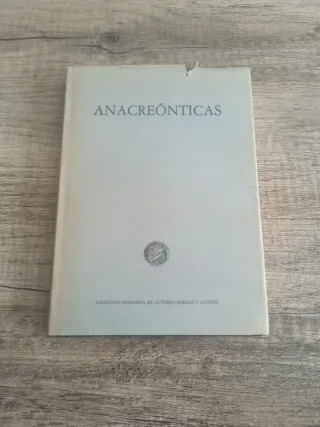 ANACREÓNTICAS
COLECCIÓN HISPÁNICA DE AUTORES GRIEGOS Y LATINOS